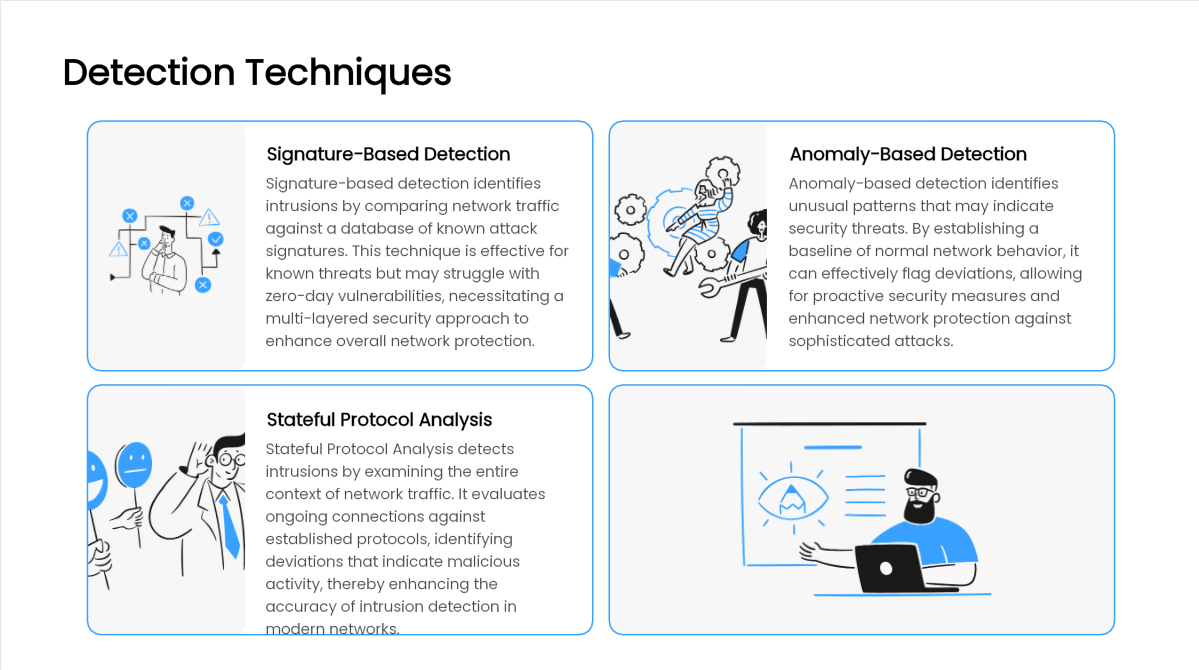 Detection Techniques
Signature-Based Detection
Signature-based detection identifies
intrusions by comparing network traffic
against a database of known attack
signatures. This technique is effective for
known threats but may struggle with
zero-day vulnerabilities, necessitating a
multi-layered security approach to
enhance overall network protection.
Anomaly-Based Detection
Anomaly-based detection identifies
unusual patterns that may indicate
security threats. By establishing a
baseline of normal network behavior, it
can effectively flag deviations, allowing
for proactive security measures and
enhanced network protection against
sophisticated attacks.
Stateful Protocol Analysis
Stateful Protocol Analysis detects
intrusions by examining the entire
context of network traffic. It evaluates
ongoing connections against
established protocols, identifying
deviations that indicate malicious
activity, thereby enhancing the
accuracy of intrusion detection in
modern networks.